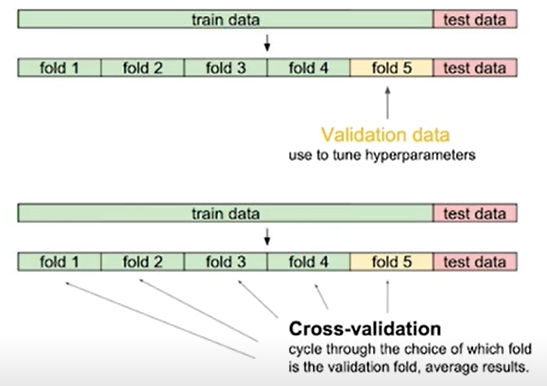 train data test data
fold 1 fold 2 fold 3 fold 4 fold 5 test data
Validation data
use to tune hyperparameters
train data test data
fold 1 fold 2 fold 3 fold 4 fold 5 test data
Cross-validation
cycle through the choice of which fold
is the validation fold, average results.